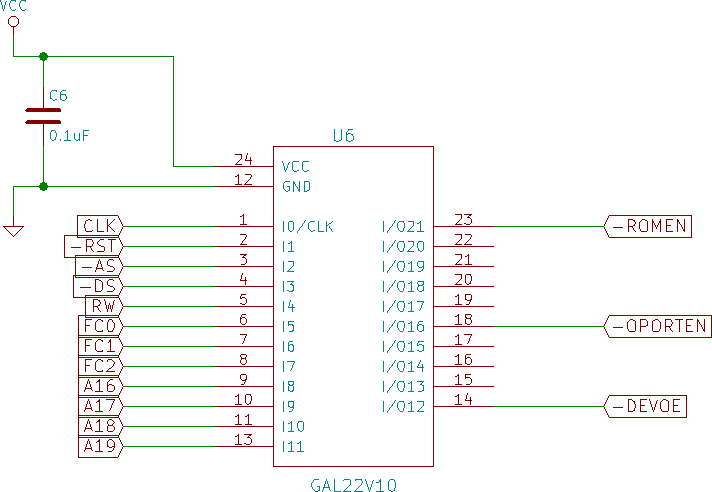 VCC
C6
0.1uF
U6
24 VCC
12 GND
CLK 1 I0/CLK I/O21 23 -ROMEN
-RST 2 I1 I/O20 22
-AS 3 I2 I/O19 21
-DS 4 I3 I/O18 20
RW 5 I4 I/O17 19
FC0 6 I5 I/O16 18 -OPORTEN
FC1 7 I6 I/O15 17
FC2 8 I7 I/O14 16
A16 9 I8 I/O13 15
A17 10 I9 I/O12 14 -DEVOE
A18 11 I10
A19 13 I11
GAL22V10